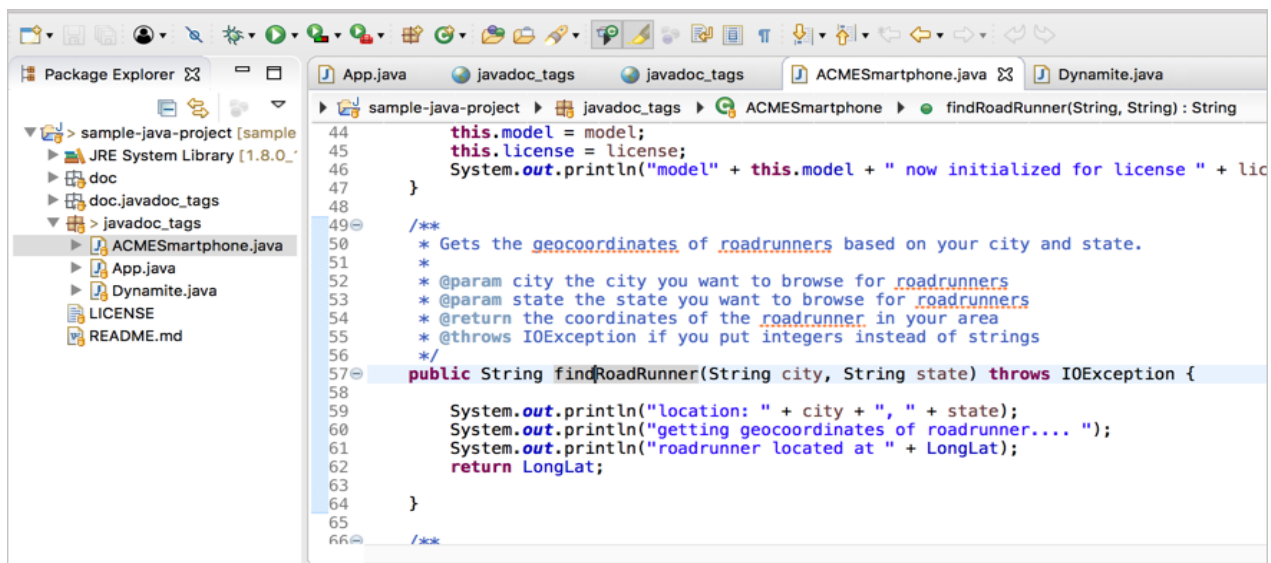 Package Explorer
App.java
javadoc_tags
javadoc_tags
ACMESmartphone.java
Dynamite.java
sample-java-project
javadoc_tags
ACMESmartphone
findRoadRunner(String, String) : String
> sample-java-project [sample
JRE System Library [1.8.0_
doc
doc.javadoc_tags
> javadoc_tags
ACMESmartphone.java
App.java
Dynamite.java
LICENSE
README.md
44 this.model = model;
45 this.license = license;
46 System.out.println("model" + this.model + " now initialized for license " + lic
47 }
48
49 /**
50 * Gets the geocoordinates of roadrunners based on your city and state.
51 *
52 * @param city the city you want to browse for roadrunners
53 * @param state the state you want to browse for roadrunners
54 * @return the coordinates of the roadrunner in your area
55 * @throws IOException if you put integers instead of strings
56 */
57 public String findRoadRunner(String city, String state) throws IOException {
58
59 System.out.println("location: " + city + ", " + state);
60 System.out.println("getting geocoordinates of roadrunner.... ");
61 System.out.println("roadrunner located at " + LongLat);
62 return LongLat;
63
64 }
65
66 /**